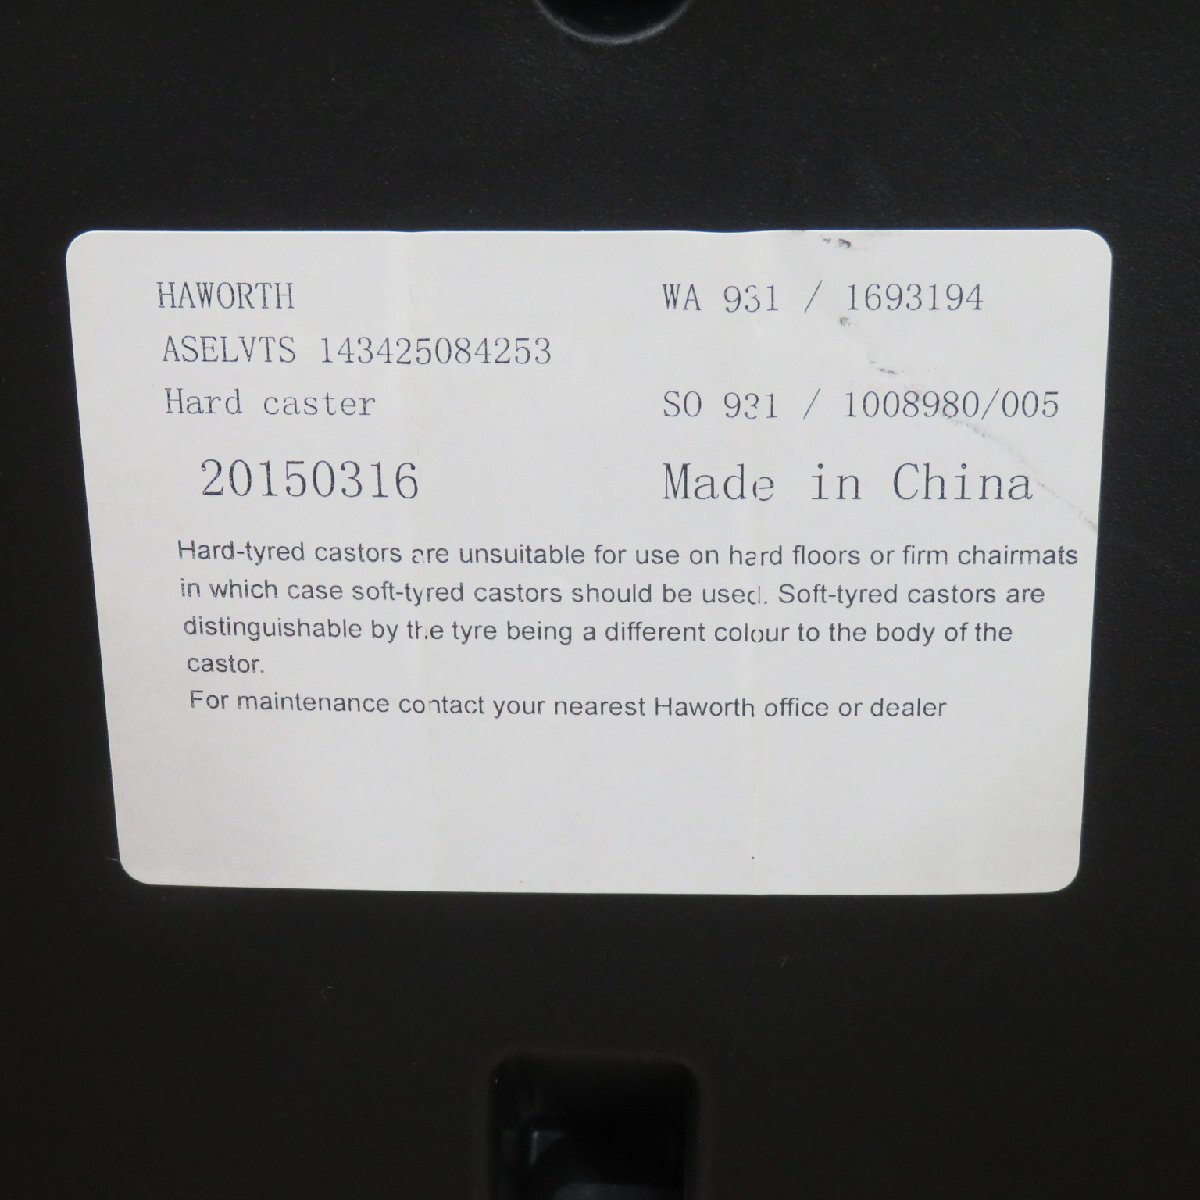 HAWORTH WA 931 / 1693194
ASELVTS 143425084253
Hard caster SO 931 / 1008980/005
20150316 Made in China
Hard-tyred castors are unsuitable for use on hard floors or firm chairmats
in which case soft-tyred castors should be used. Soft-tyred castors are
distinguishable by the tyre being a different colour to the body of the
castor.
For maintenance contact your nearest Haworth office or dealer